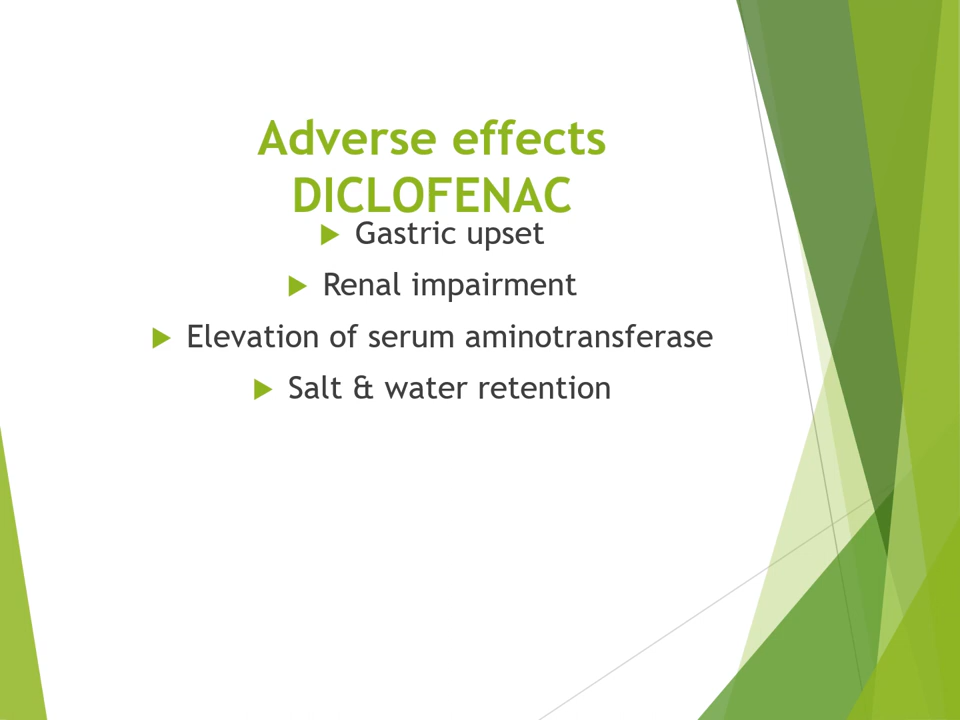 Adverse effects
DICLOFENAC
Gastric upset
Renal impairment
Elevation of serum aminotransferase
Salt & water retention